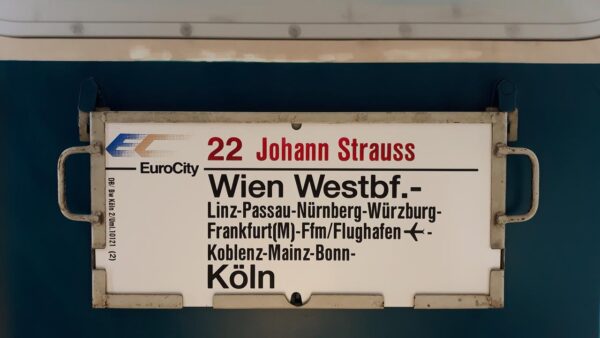 EC
EuroCity
22 Johann Strauss
Wien Westbf.-
Linz-Passau-Nürnberg-Würzburg-
Frankfurt(M)-Ffm/Flughafen ✈-
Koblenz-Mainz-Bonn-
Köln